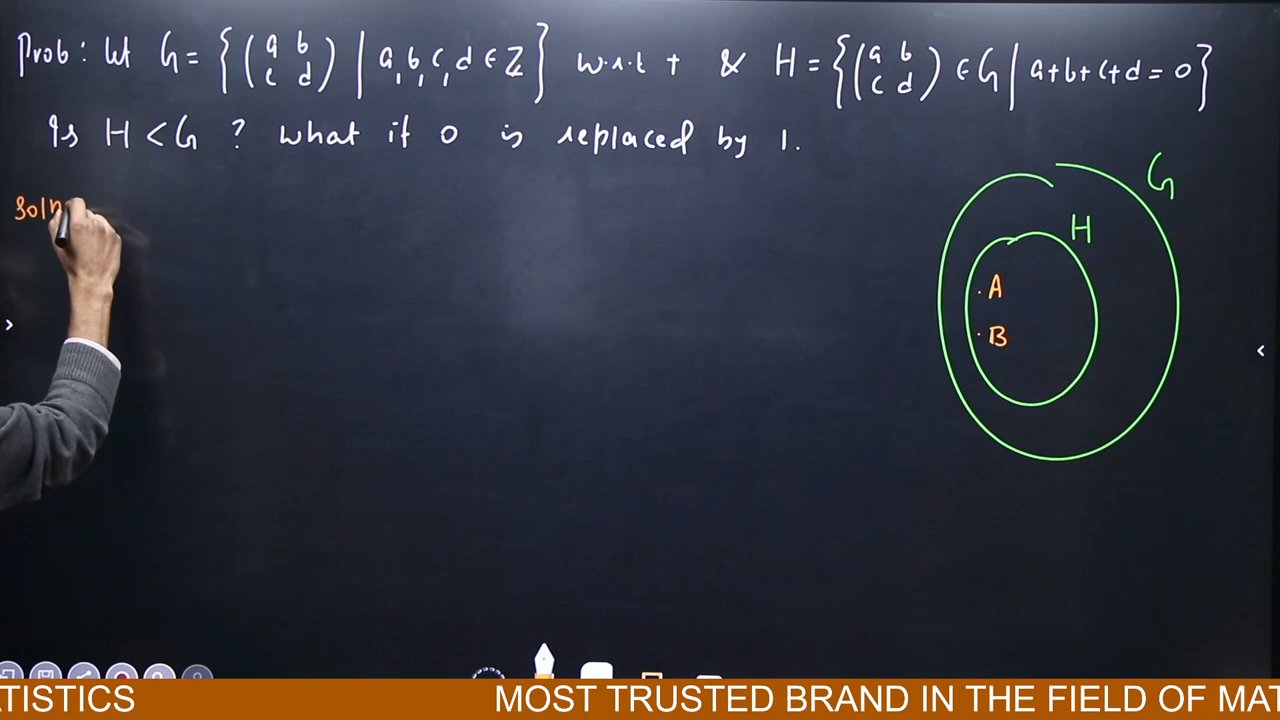 Prob: Let G = {(a b c d) | a, b, c, d ∈ Z} w.r.t + & H = {(a b c d) ∈ G | a+b+c+d = 0}
Is H < G ? What if 0 is replaced by 1.
Soln
G
H
. A
. B
TISTICS MOST TRUSTED BRAND IN THE FIELD OF MAT